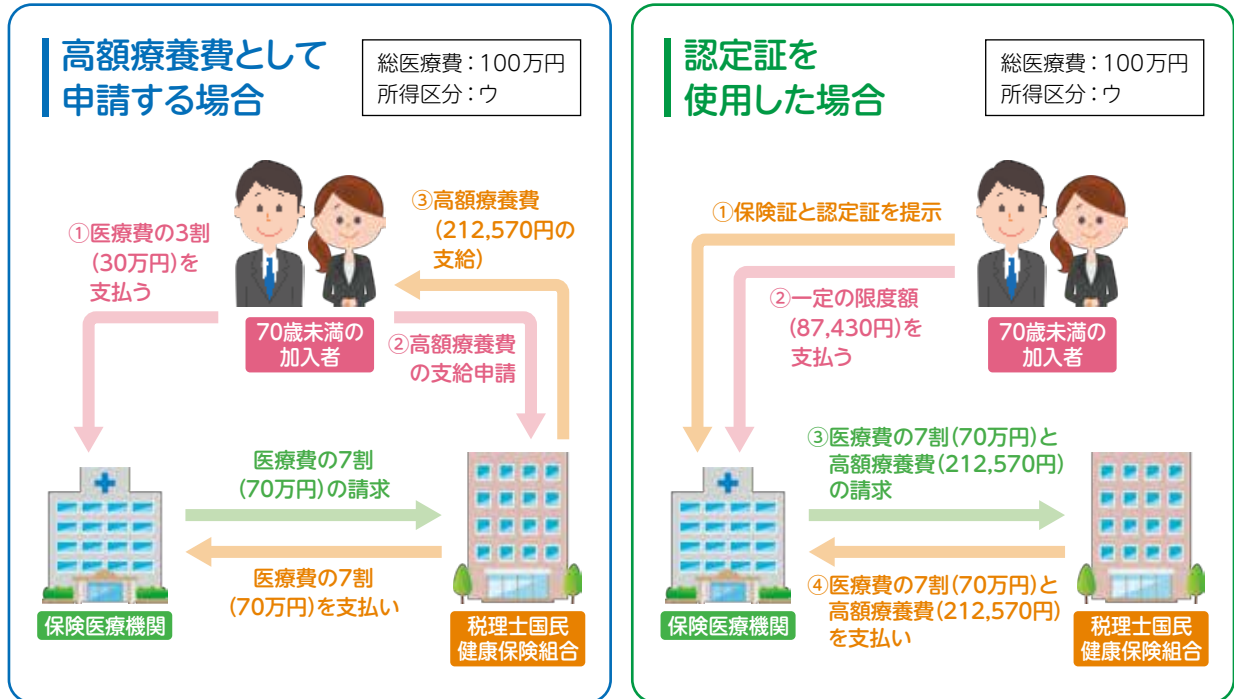 高額療養費として
申請する場合
総医療費：100万円
所得区分：ウ
①医療費の3割
(30万円)を
支払う
③高額療養費
(212,570円の
支給)
70歳未満の
加入者
②高額療養費
の支給申請
医療費の7割
(70万円)の請求
医療費の7割
(70万円)を支払い
保険医療機関
税理士国民
健康保険組合
認定証を
使用した場合
総医療費：100万円
所得区分：ウ
①保険証と認定証を提示
②一定の限度額
(87,430円)を
支払う
70歳未満の
加入者
③医療費の7割(70万円)と
高額療養費(212,570円)
の請求
④医療費の7割(70万円)と
高額療養費(212,570円)
を支払い
保険医療機関
税理士国民
健康保険組合